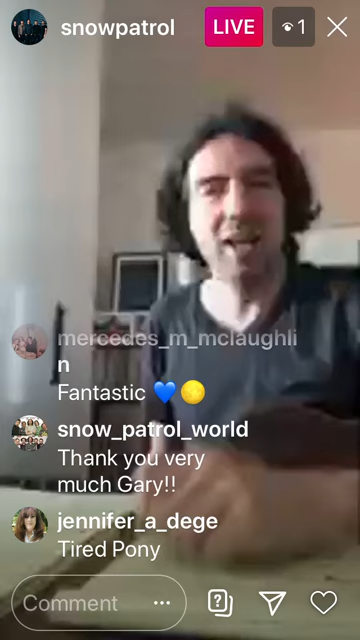 snowpatrol LIVE 1
mercedes_m_mclaughli
n
Fantastic 💙🌕
snow_patrol_world
Thank you very
much Gary!!
jennifer_a_dege
Tired Pony
Comment